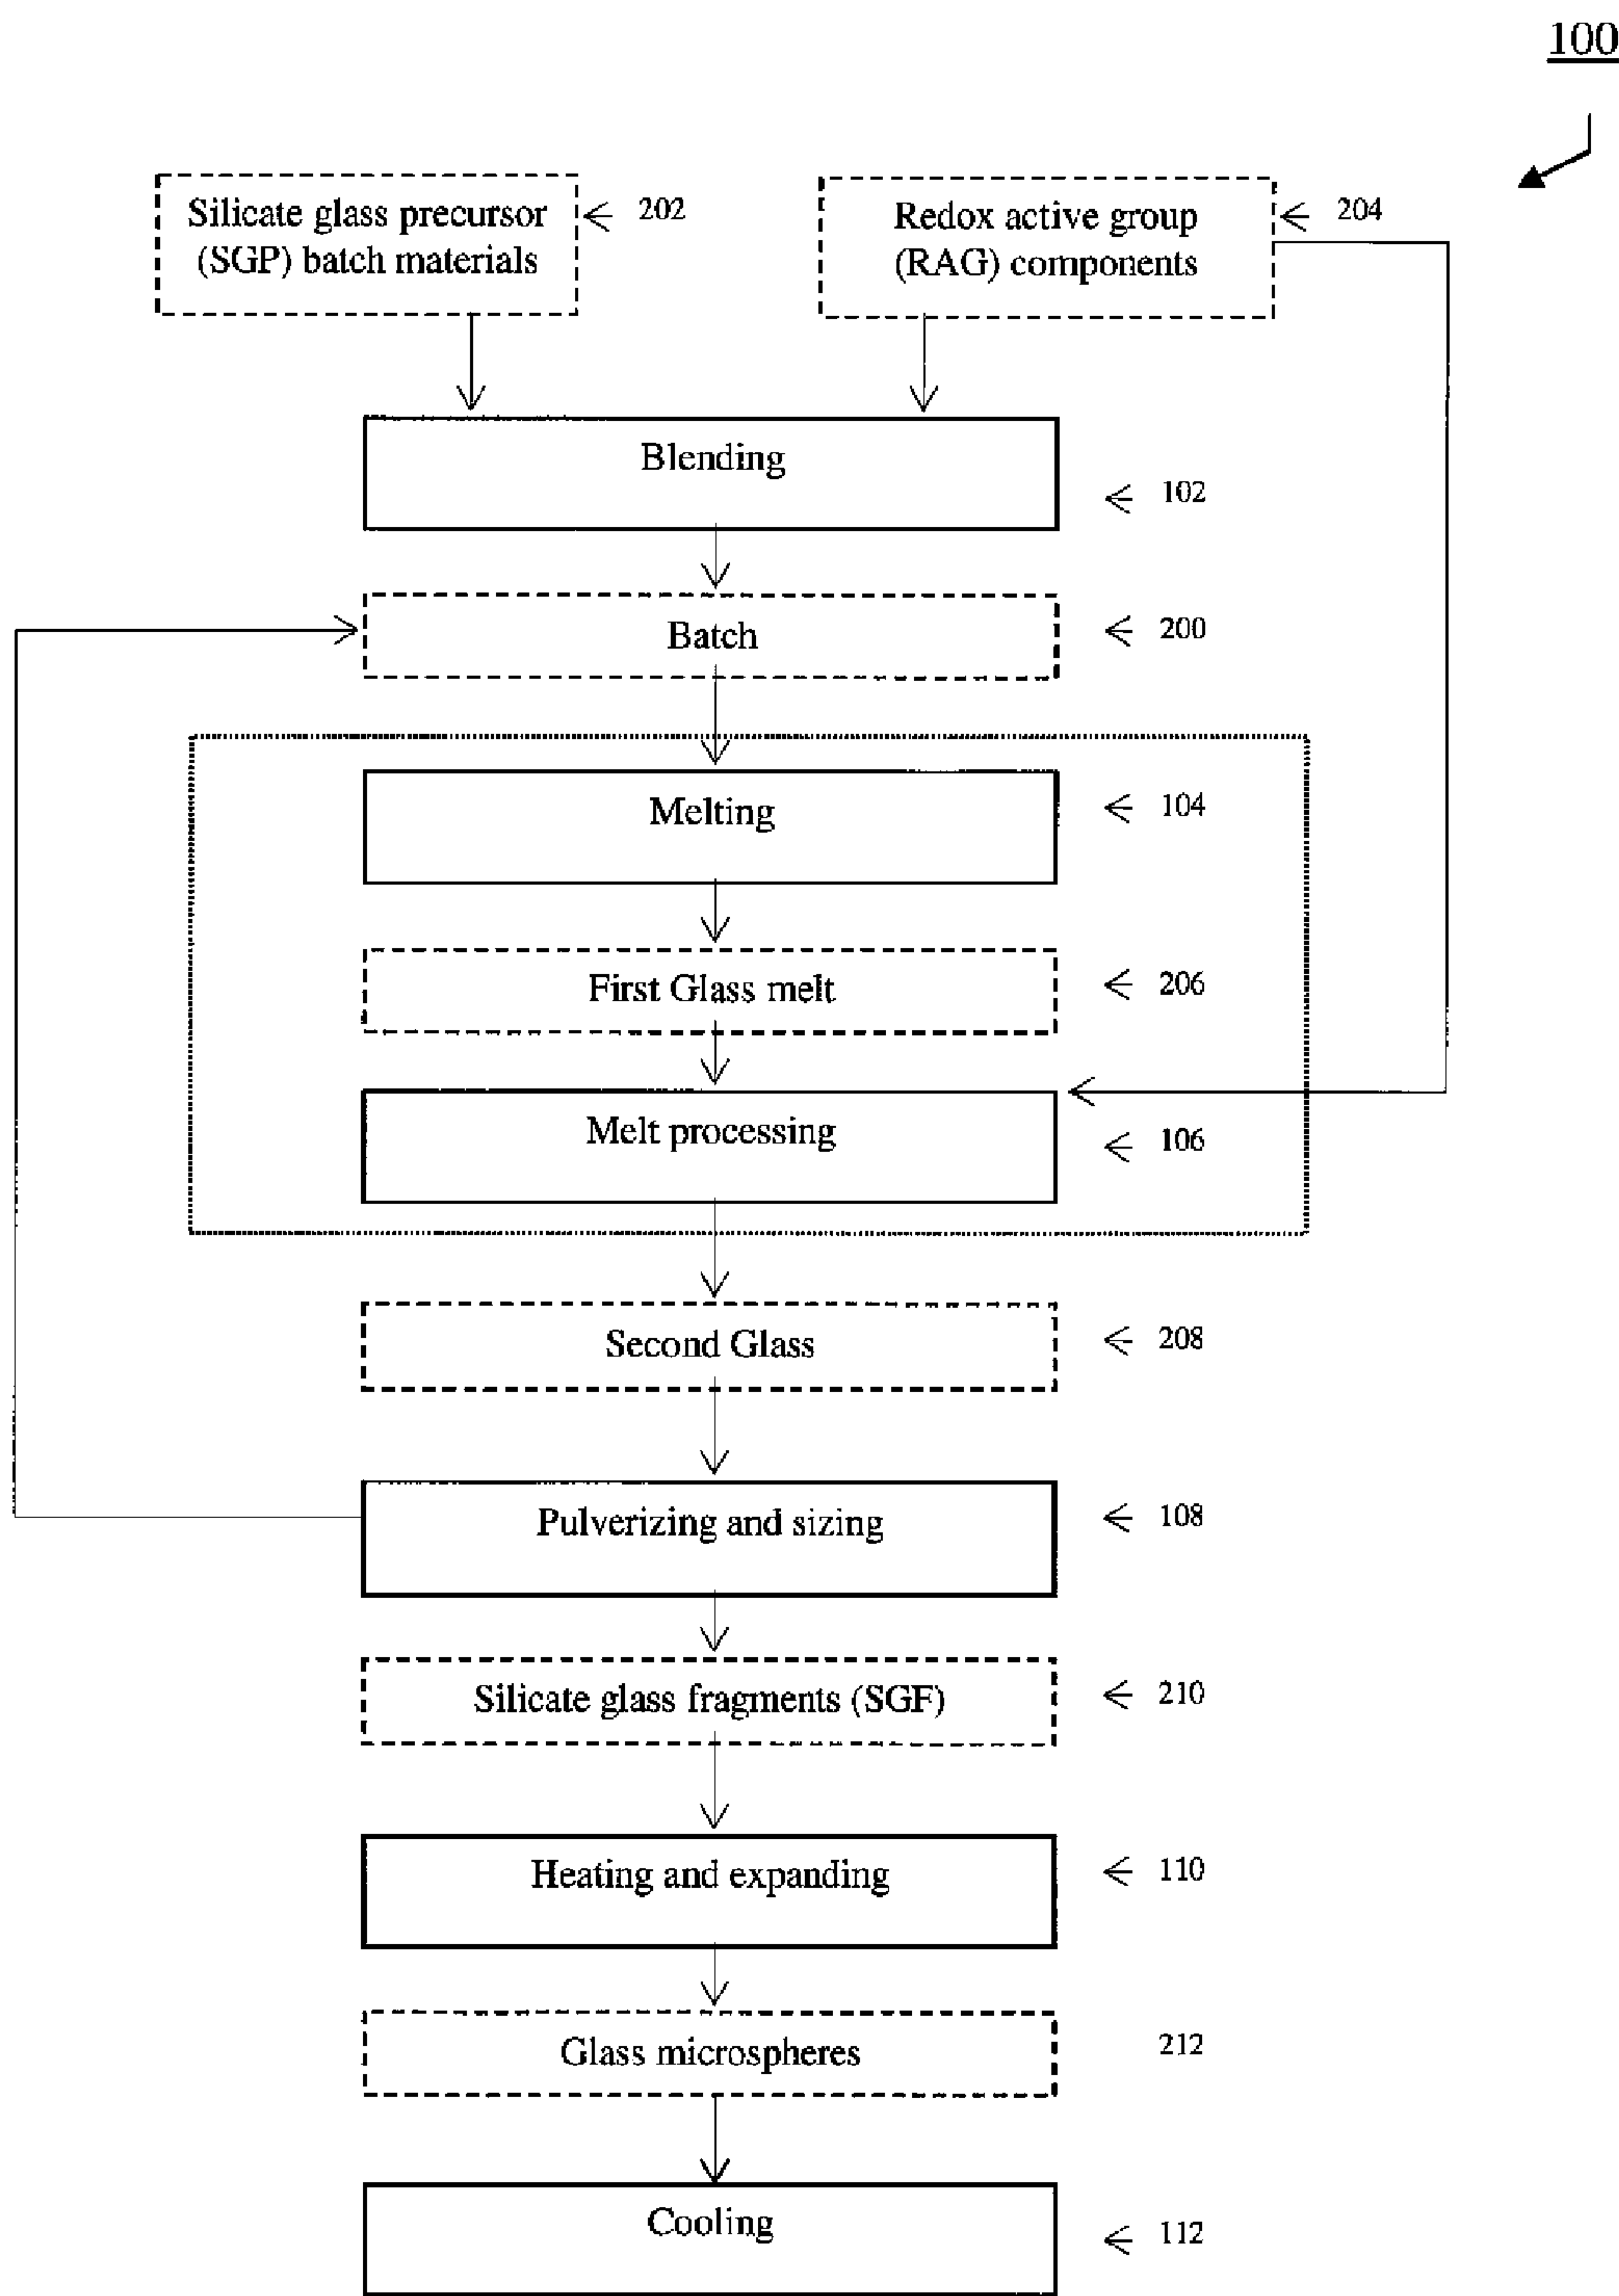 100
Silicate glass precursor
(SGP) batch materials
202
Redox active group
(RAG) components
204
Blending
102
Batch
200
Melting
104
First Glass melt
206
Melt processing
106
Second Glass
208
Pulverizing and sizing
108
Silicate glass fragments (SGF)
210
Heating and expanding
110
Glass microspheres
212
Cooling
112